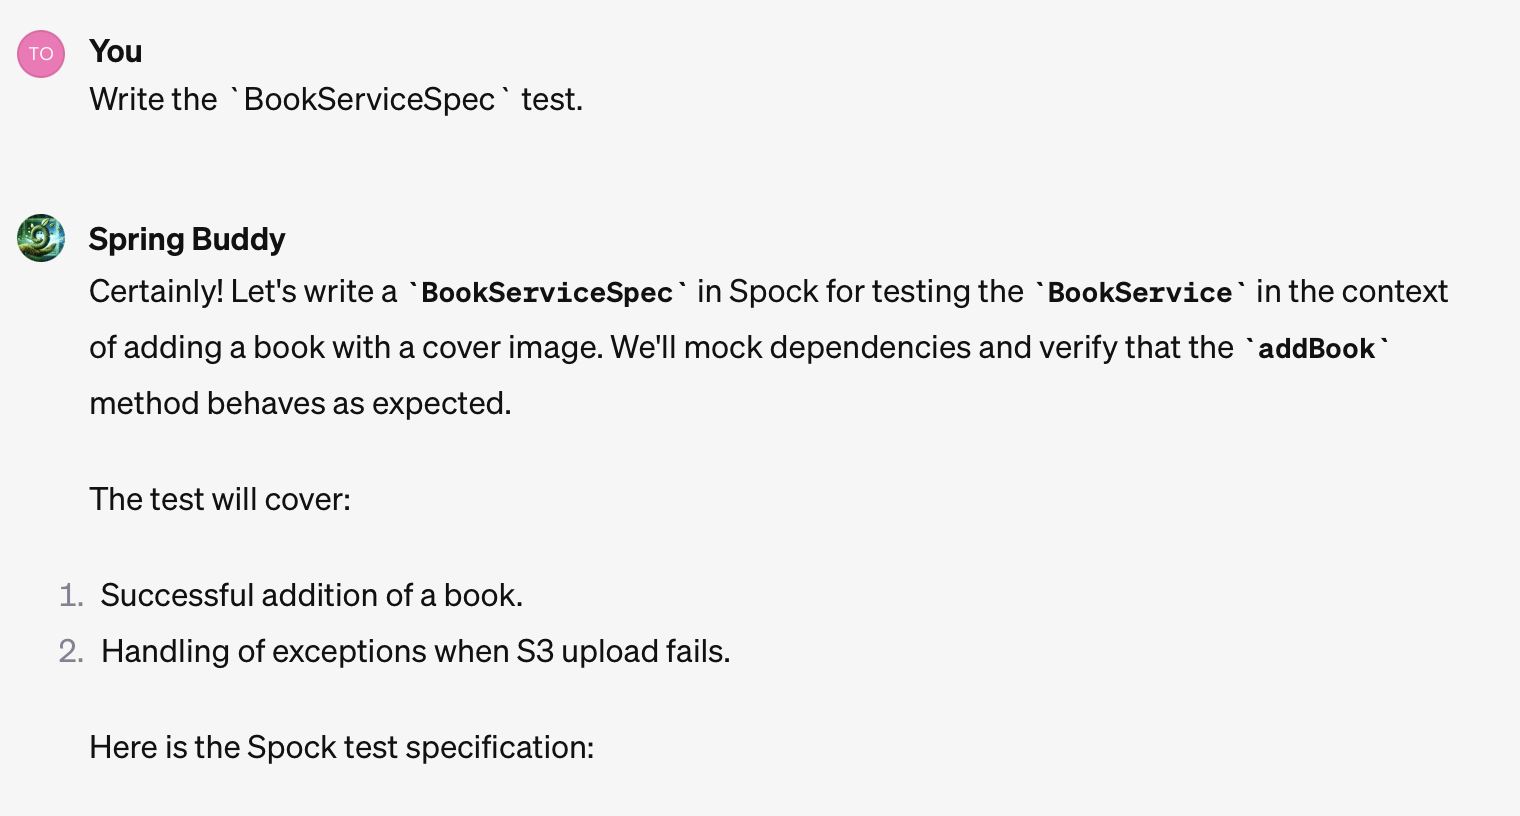 TO
You
Write the `BookServiceSpec` test.
Spring Buddy
Certainly! Let's write a `BookServiceSpec` in Spock for testing the `BookService` in the context
of adding a book with a cover image. We'll mock dependencies and verify that the `addBook`
method behaves as expected.
The test will cover:
1. Successful addition of a book.
2. Handling of exceptions when S3 upload fails.
Here is the Spock test specification: